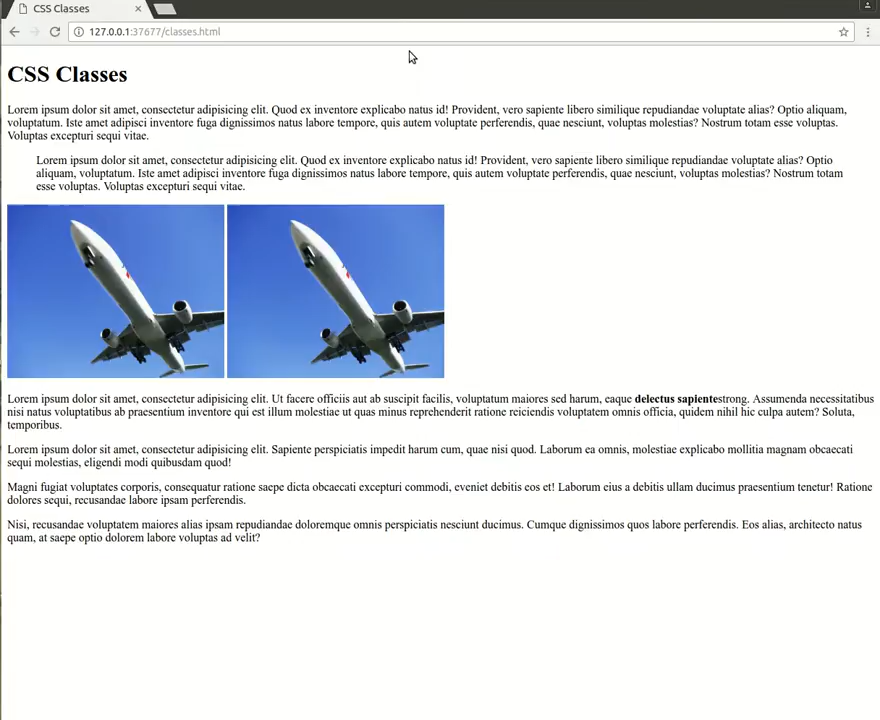 CSS Classes
127.0.0.1:37677/classes.html
CSS Classes
Lorem ipsum dolor sit amet, consectetur adipisicing elit. Quod ex inventore explicabo natus id! Provident, vero sapiente libero similique repudiandae voluptate alias? Optio aliquam,
voluptatum. Iste amet adipisci inventore fuga dignissimos natus labore tempore, quis autem voluptate perferendis, quae nesciunt, voluptas molestias? Nostrum totam esse voluptas.
Voluptas excepturi sequi vitae.
Lorem ipsum dolor sit amet, consectetur adipisicing elit. Quod ex inventore explicabo natus id! Provident, vero sapiente libero similique repudiandae voluptate alias? Optio
aliquam, voluptatum. Iste amet adipisci inventore fuga dignissimos natus labore tempore, quis autem voluptate perferendis, quae nesciunt, voluptas molestias? Nostrum totam
esse voluptas. Voluptas excepturi sequi vitae.
Lorem ipsum dolor sit amet, consectetur adipisicing elit. Ut facere officiis aut ab suscipit facilis, voluptatum maiores sed harum, eaque delectus sapientestrong. Assumenda necessitatibus
nisi natus voluptatibus ab praesentium inventore qui est illum molestiae ut quas minus reprehenderit ratione reiciendis voluptatem omnis officia, quidem nihil hic culpa autem? Soluta,
temporibus.
Lorem ipsum dolor sit amet, consectetur adipisicing elit. Sapiente perspiciatis impedit harum cum, quae nisi quod. Laborum ea omnis, molestiae explicabo mollitia magnam obcaecati
sequi molestias, eligendi modi quibusdam quod!
Magni fugiat voluptates corporis, consequatur ratione saepe dicta obcaecati excepturi commodi, eveniet debitis eos et! Laborum eius a debitis ullam ducimus praesentium tenetur! Ratione
dolores sequi, recusandae labore ipsam perferendis.
Nisi, recusandae voluptatem maiores alias ipsam repudiandae doloremque omnis perspiciatis nesciunt ducimus. Cumque dignissimos quos labore perferendis. Eos alias, architecto natus
quam, at saepe optio dolorem labore voluptas ad velit?